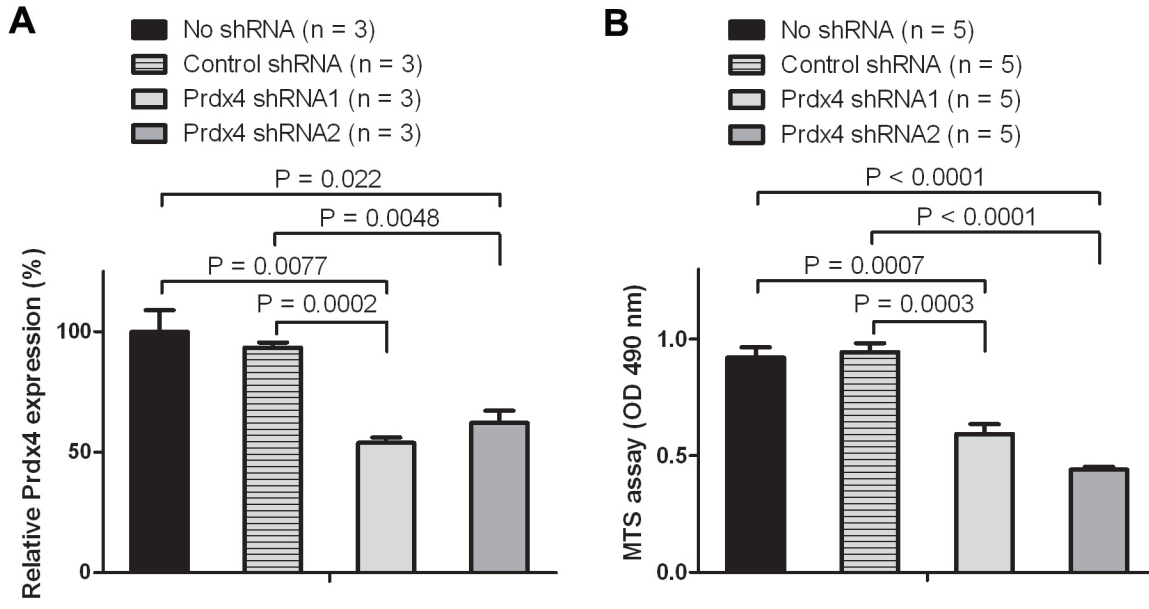 A
No shRNA (n = 3)
Control shRNA (n = 3)
Prdx4 shRNA1 (n = 3)
Prdx4 shRNA2 (n = 3)
P = 0.022
P = 0.0048
P = 0.0077
P = 0.0002
Relative Prdx4 expression (%)
100
50
0
B
No shRNA (n = 5)
Control shRNA (n = 5)
Prdx4 shRNA1 (n = 5)
Prdx4 shRNA2 (n = 5)
P < 0.0001
P < 0.0001
P = 0.0007
P = 0.0003
MTS assay (OD 490 nm)
1.0
0.5
0.0